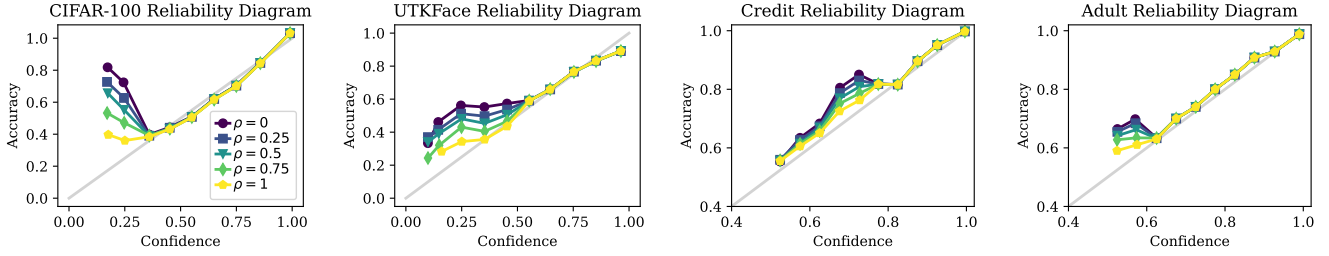 CIFAR-100 Reliability Diagram
Accuracy
1.0
0.8
0.6
0.4
0.2
0.0
ρ = 0
ρ = 0.25
ρ = 0.5
ρ = 0.75
ρ = 1
0.00 0.25 0.50 0.75 1.00
Confidence
UTKFace Reliability Diagram
Accuracy
1.0
0.8
0.6
0.4
0.2
0.0
0.00 0.25 0.50 0.75 1.00
Confidence
Credit Reliability Diagram
Accuracy
1.0
0.8
0.6
0.4
0.4 0.6 0.8 1.0
Confidence
Adult Reliability Diagram
Accuracy
1.0
0.8
0.6
0.4
0.4 0.6 0.8 1.0
Confidence